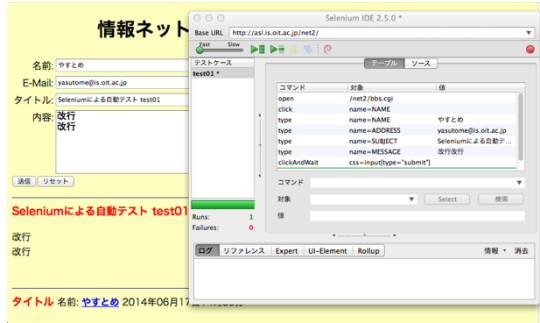 情報ネット
名前: やすとめ
E-Mail: yasutome@is.oit.ac.jp
タイトル: Seleniumによる自動テスト test01
内容: 改行
改行
送信 リセット
Seleniumによる自動テスト test01
改行
改行
タイトル 名前: やすとめ 2014年06月17
Selenium IDE 2.5.0 *
Base URL http://asl.is.oit.ac.jp/net2/
Fast Slow
テストケース
test01 *
Runs: 1
Failures: 0
テーブル ソース
コマンド 対象 値
open /net2/bbs.cgi
click name=NAME
type name=NAME やすとめ
type name=ADDRESS yasutome@is.oit.ac.jp
type name=SUBJECT Seleniumによる自動テ...
type name=MESSAGE 改行改行
clickAndWait css=input[type="submit"]
コマンド
対象 Select 検索
値
ログ リファレンス Expert UI-Element Rollup 情報 消去